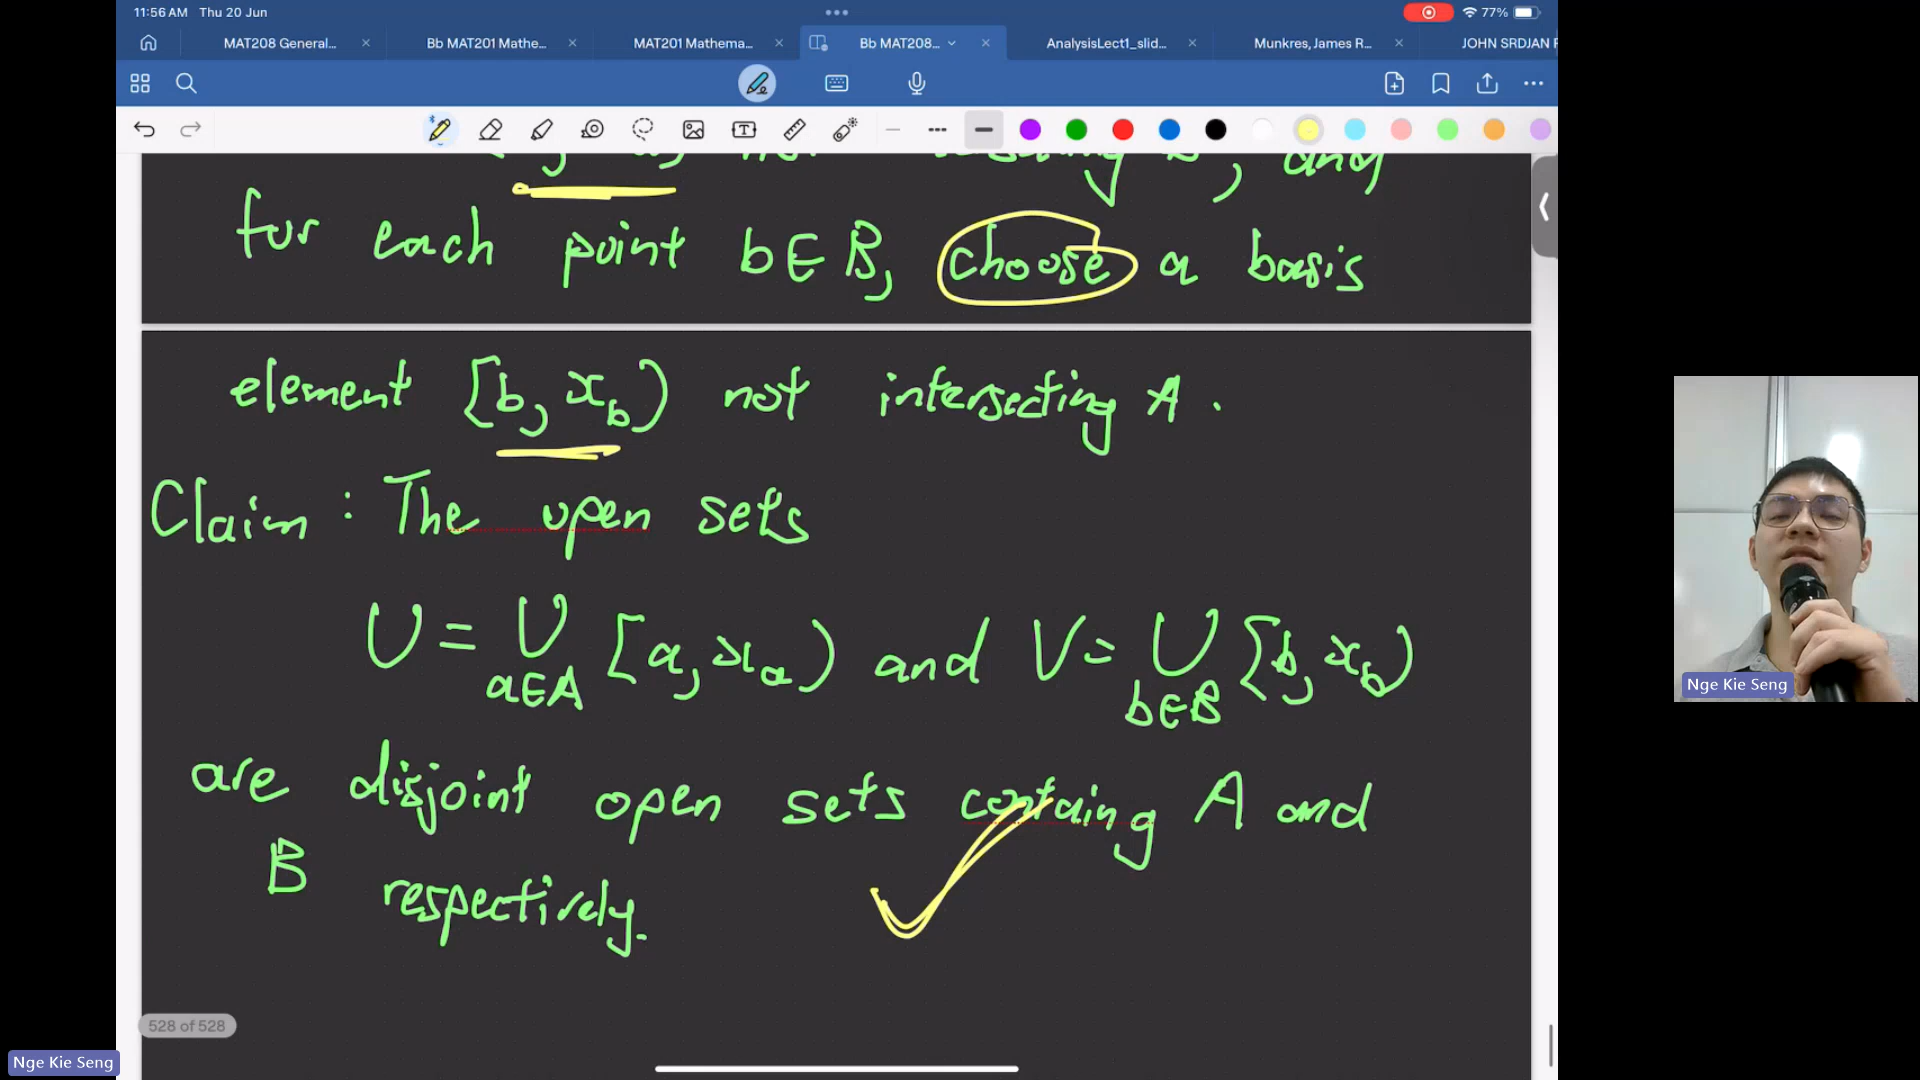 11:56 AM Thu 20 Jun
77%
MAT208 General...
Bb MAT201 Mathe...
MAT201 Mathema...
Bb MAT208...
AnalysisLect1_slid...
Munkres, James R...
JOHN SRDJAN
and
for each point b∈B, choose a basis
element [b, x_b) not intersecting A.
Claim: The open sets
U = ∪_{a∈A} [a, x_a) and V = ∪_{b∈B} [b, x_b)
are disjoint open sets containg A and
B respectively.
528 of 528
Nge Kie Seng
Nge Kie Seng